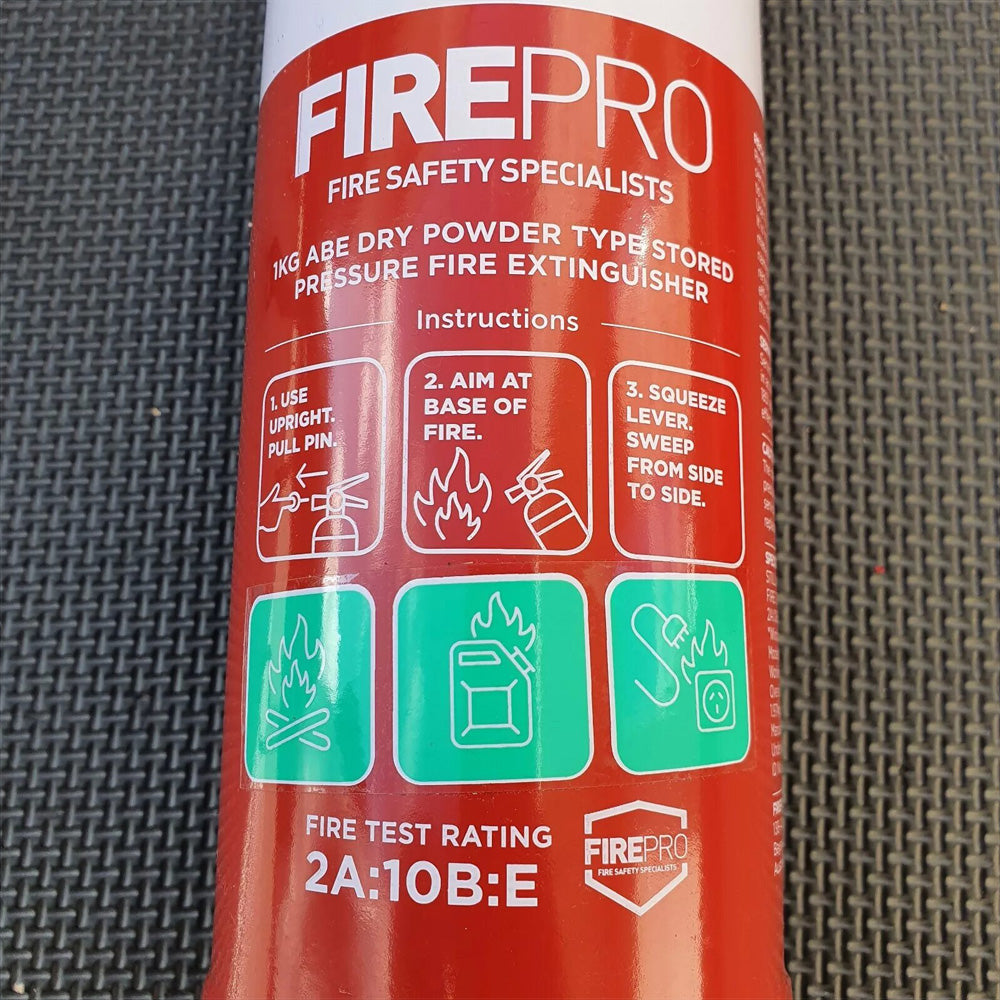 FIREPRO
FIRE SAFETY SPECIALISTS
1KG ABE DRY POWDER TYPE STORED
PRESSURE FIRE EXTINGUISHER
Instructions
1. USE
UPRIGHT.
PULL PIN.
2. AIM AT
BASE OF
FIRE.
3. SQUEEZE
LEVER.
SWEEP
FROM SIDE
TO SIDE.
FIRE TEST RATING
2A:10B:E
FIREPRO
FIRE SAFETY SPECIALISTS